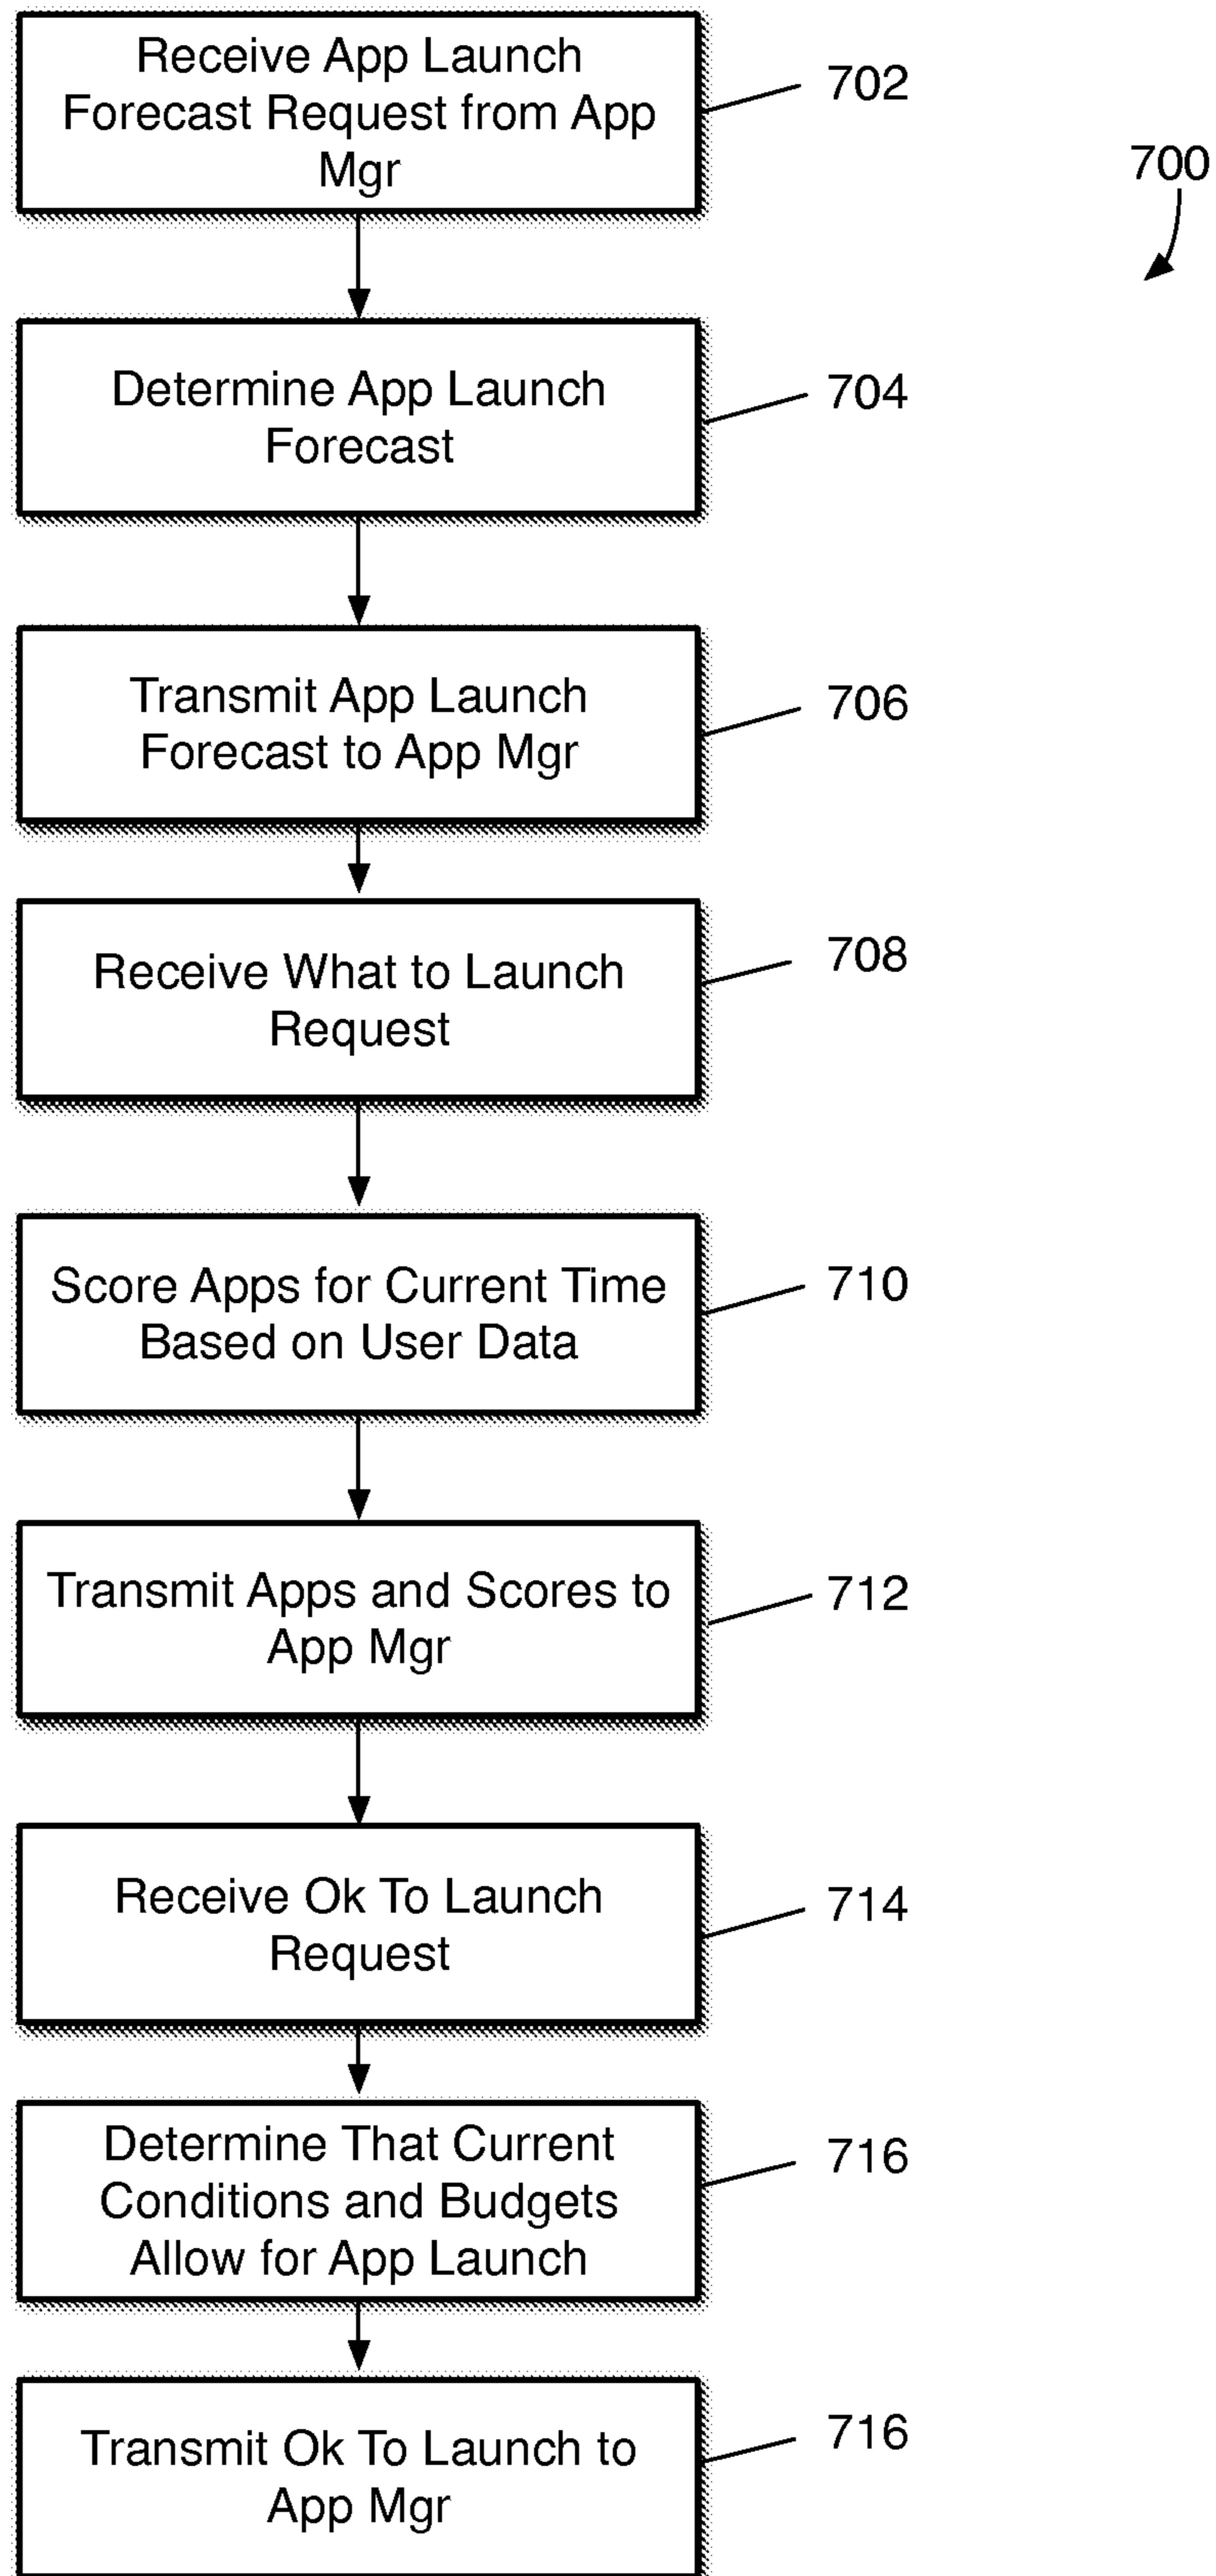 Receive App Launch
Forecast Request from App
Mgr
702
700
Determine App Launch
Forecast
704
Transmit App Launch
Forecast to App Mgr
706
Receive What to Launch
Request
708
Score Apps for Current Time
Based on User Data
710
Transmit Apps and Scores to
App Mgr
712
Receive Ok To Launch
Request
714
Determine That Current
Conditions and Budgets
Allow for App Launch
716
Transmit Ok To Launch to
App Mgr
716